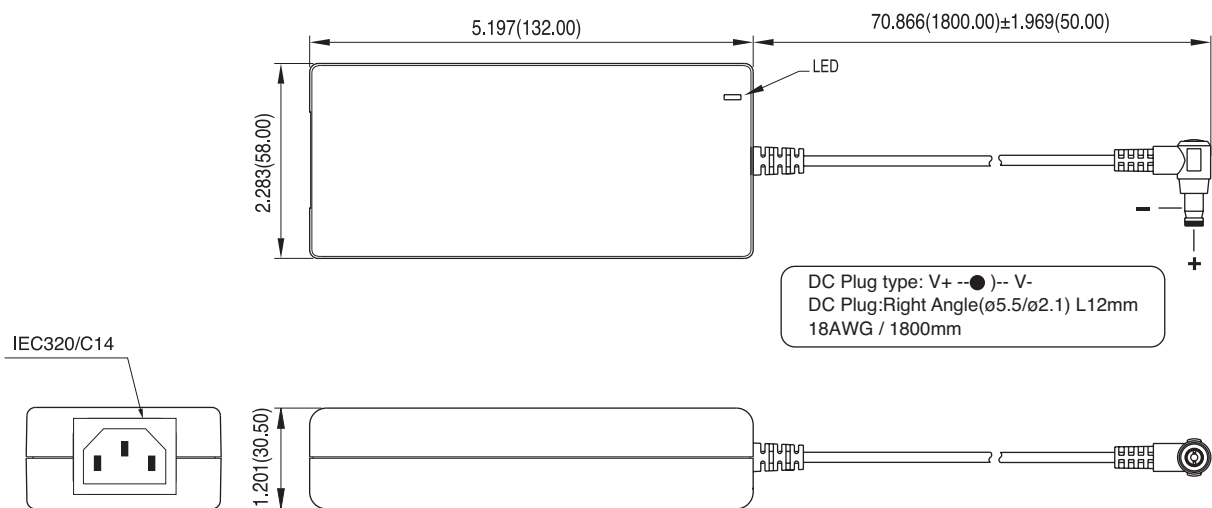 5.197(132.00)
70.866(1800.00)±1.969(50.00)
LED
2.283(58.00)
-
+
DC Plug type: V+ --● )-- V-
DC Plug:Right Angle(ø5.5/ø2.1) L12mm
18AWG / 1800mm
IEC320/C14
1.201(30.50)